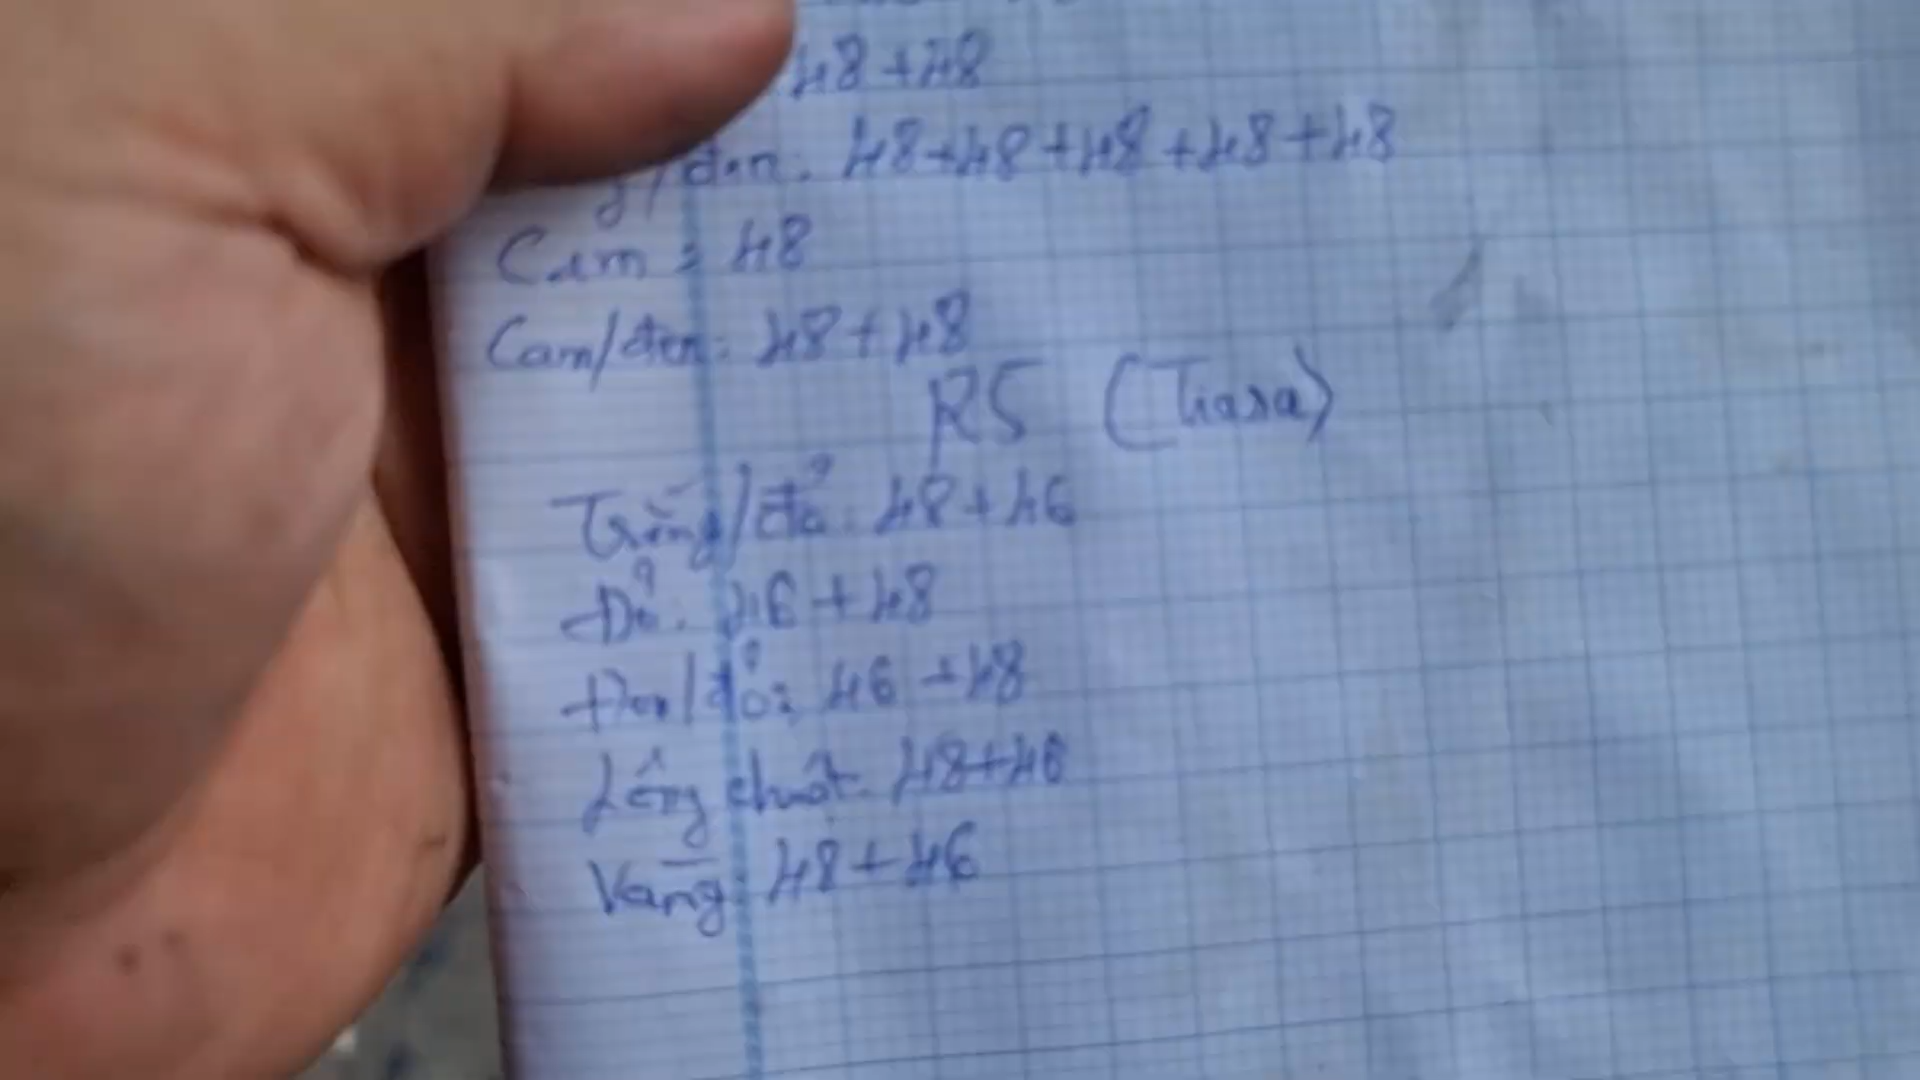 48+48
/đen: 48+48+48+48+48
Cam: 48
Cam/đen: 48+48
R5 (Tiasa)
Trắng/đỏ: 48+46
Đỏ: 46+48
Đen/đỏ: 46+48
Lông chuột: 48+46
Vàng: 48+46